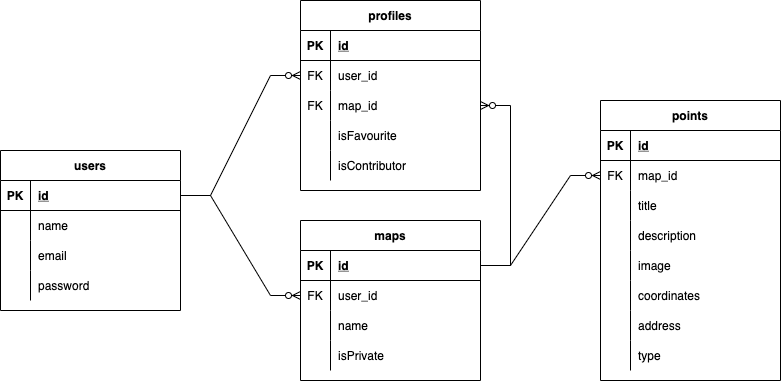 profiles
PK id
FK user_id
FK map_id
isFavourite
isContributor
users
PK id
name
email
password
maps
PK id
FK user_id
name
isPrivate
points
PK id
FK map_id
title
description
image
coordinates
address
type